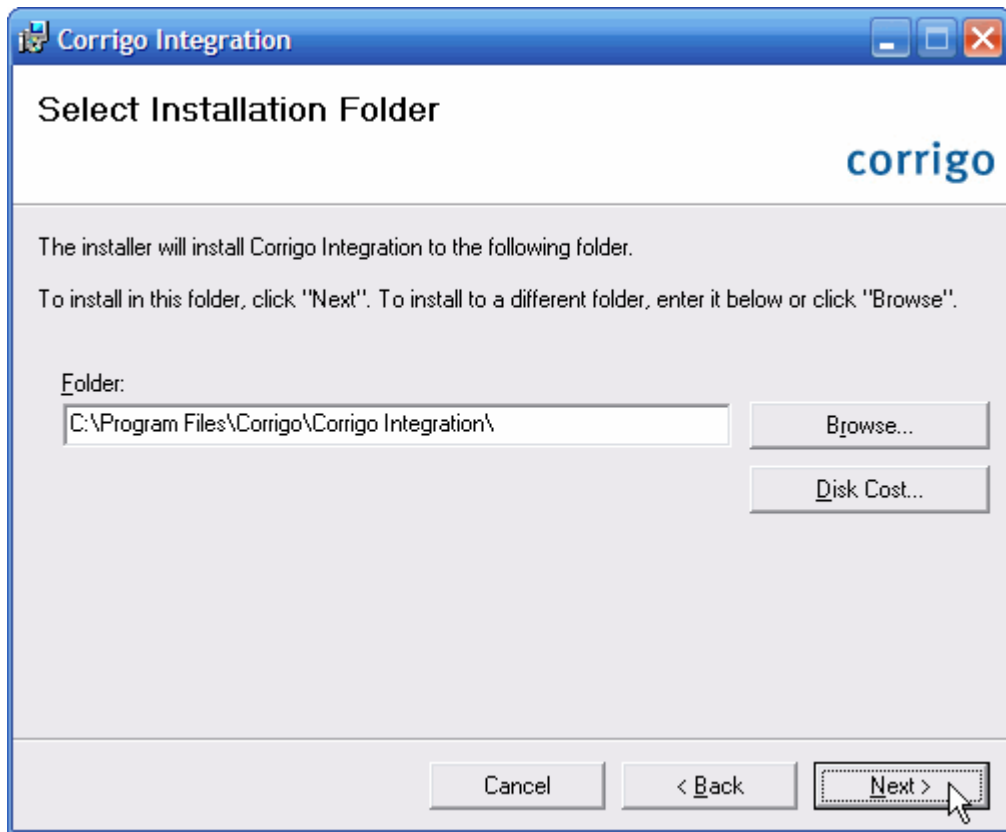 Corrigo Integration
Select Installation Folder
corrigo
The installer will install Corrigo Integration to the following folder.
To install in this folder, click "Next". To install to a different folder, enter it below or click "Browse".
Folder:
C:\Program Files\Corrigo\Corrigo Integration\
Browse...
Disk Cost...
Cancel
< Back
Next >